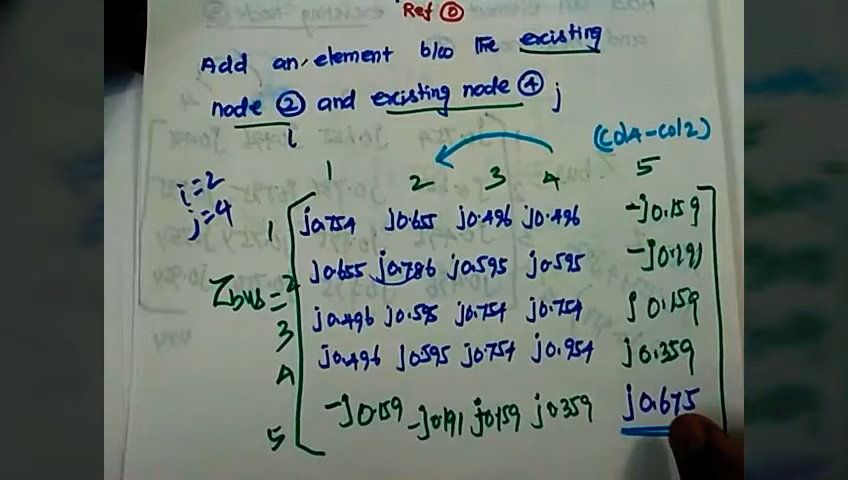 Ref ⓪
Add an element b/w the existing
node ② and existing node ④ j
i
(col4-col2)
1 2 3 4 5
i=2
j=4
1 j0.754 j0.655 j0.496 j0.496 -j0.159
Zbus= 2 j0.655 j0.786 j0.595 j0.595 -j0.191
3 j0.496 j0.595 j0.754 j0.754 j0.159
4 j0.496 j0.595 j0.754 j0.954 j0.359
5 -j0.159 -j0.191 j0.159 j0.359 j0.675